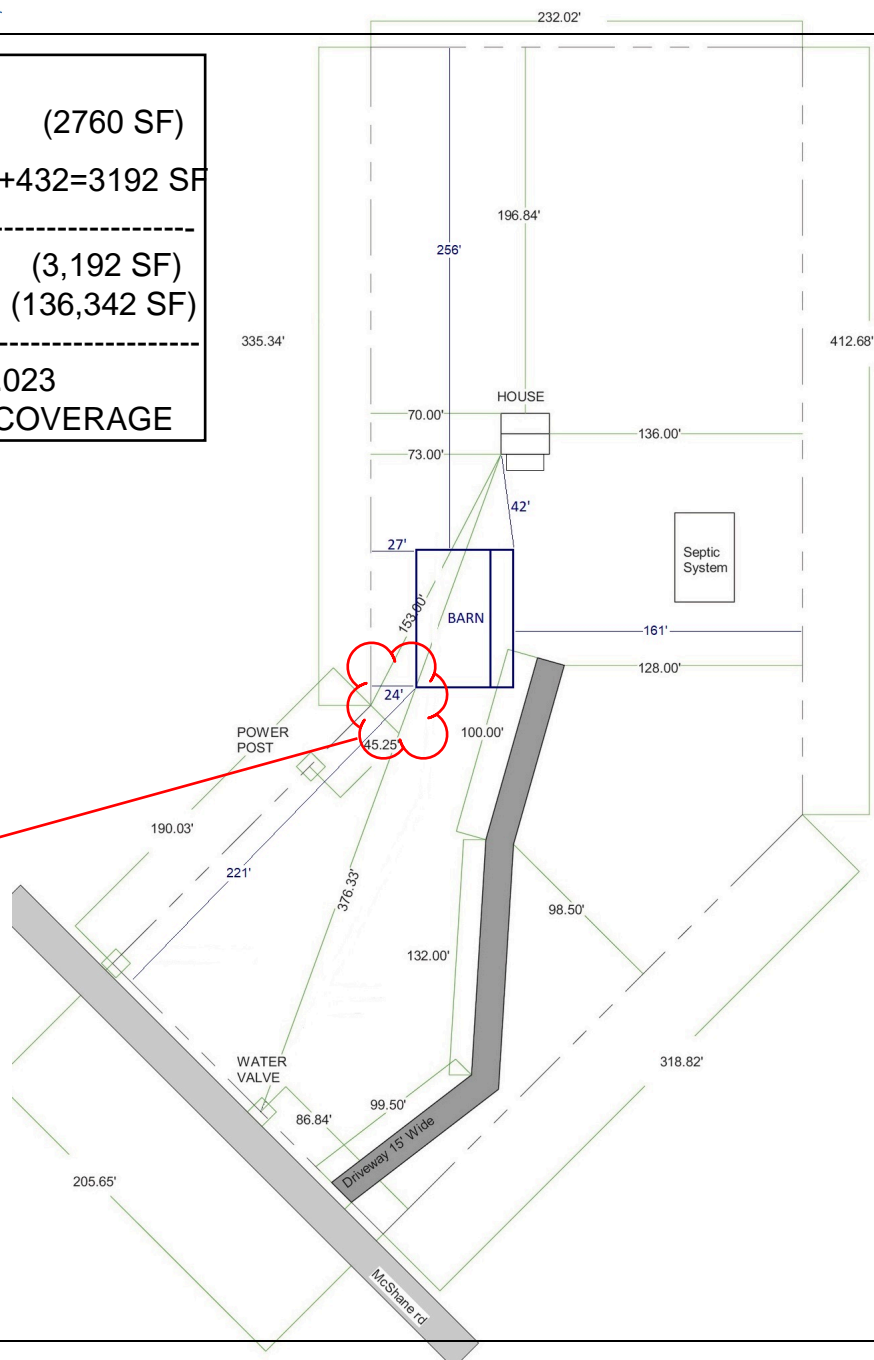 232.02'
(2760 SF)
+432=3192 SF
-----------------------
(3,192 SF)
(136,342 SF)
-----------------------
.023
COVERAGE
196.84'
256'
335.34'
412.68'
HOUSE
70.00'
136.00'
73.00'
42'
27'
Septic
System
153.00'
BARN
161'
128.00'
24'
POWER
POST
45.25'
100.00'
190.03'
221'
376.33'
98.50'
132.00'
WATER
VALVE
318.82'
99.50'
86.84'
Driveway 15' Wide
205.65'
McShane rd